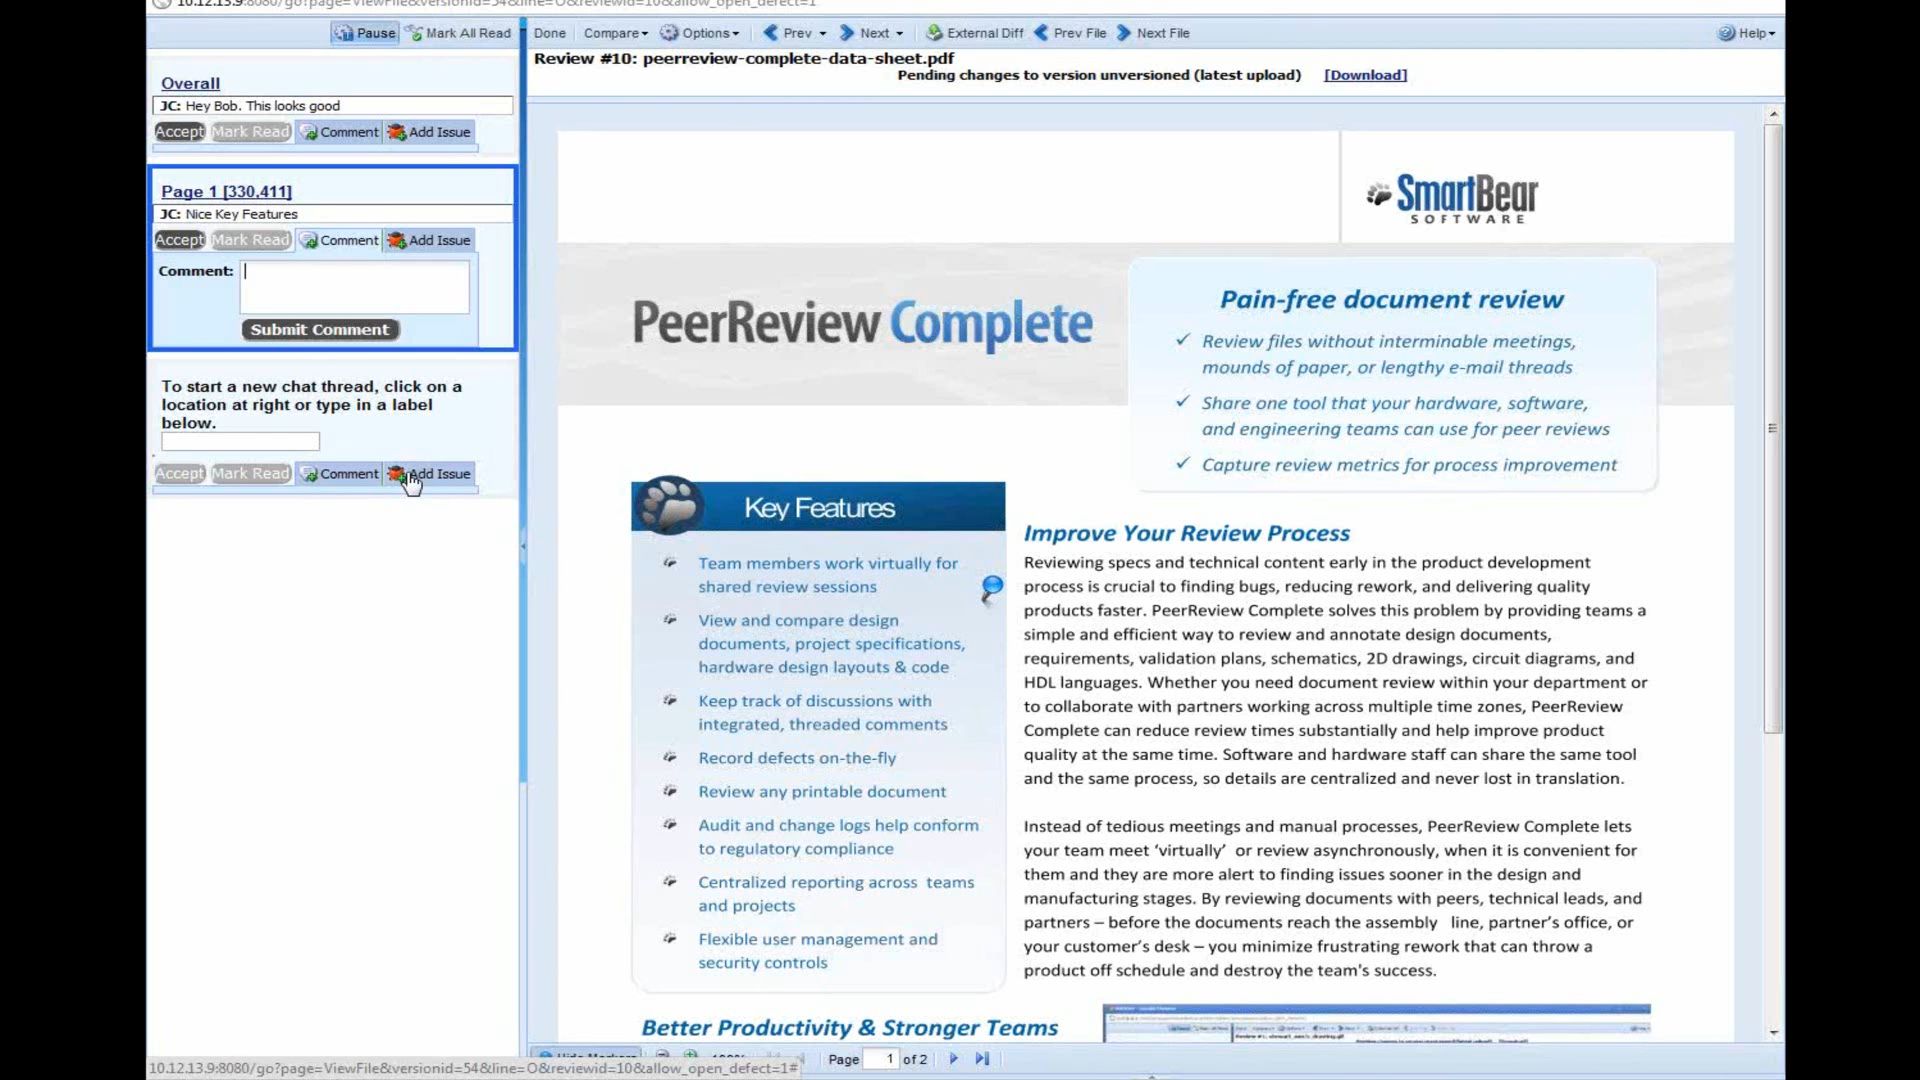 10.12.13.9:8080/go?page=ViewFile&versionid=54&line=O&reviewid=10&allow_open_defect=1
Pause Mark All Read
Done Compare Options Prev Next External Diff Prev File Next File Help
Review #10: peerreview-complete-data-sheet.pdf
Pending changes to version unversioned (latest upload) [Download]
Overall
JC: Hey Bob. This looks good
Accept Mark Read Comment Add Issue
Page 1 [330,411]
JC: Nice Key Features
Accept Mark Read Comment Add Issue
Comment:
Submit Comment
To start a new chat thread, click on a
location at right or type in a label
below.
Accept Mark Read Comment Add Issue
SmartBear
SOFTWARE
PeerReview Complete
Pain-free document review
✓ Review files without interminable meetings,
mounds of paper, or lengthy e-mail threads
✓ Share one tool that your hardware, software,
and engineering teams can use for peer reviews
✓ Capture review metrics for process improvement
Key Features
Team members work virtually for
shared review sessions
View and compare design
documents, project specifications,
hardware design layouts & code
Keep track of discussions with
integrated, threaded comments
Record defects on-the-fly
Review any printable document
Audit and change logs help conform
to regulatory compliance
Centralized reporting across teams
and projects
Flexible user management and
security controls
Improve Your Review Process
Reviewing specs and technical content early in the product development
process is crucial to finding bugs, reducing rework, and delivering quality
products faster. PeerReview Complete solves this problem by providing teams a
simple and efficient way to review and annotate design documents,
requirements, validation plans, schematics, 2D drawings, circuit diagrams, and
HDL languages. Whether you need document review within your department or
to collaborate with partners working across multiple time zones, PeerReview
Complete can reduce review times substantially and help improve product
quality at the same time. Software and hardware staff can share the same tool
and the same process, so details are centralized and never lost in translation.
Instead of tedious meetings and manual processes, PeerReview Complete lets
your team meet ‘virtually’ or review asynchronously, when it is convenient for
them and they are more alert to finding issues sooner in the design and
manufacturing stages. By reviewing documents with peers, technical leads, and
partners – before the documents reach the assembly line, partner’s office, or
your customer’s desk – you minimize frustrating rework that can throw a
product off schedule and destroy the team's success.
Better Productivity & Stronger Teams
Hide Markers 100% Page 1 of 2
10.12.13.9:8080/go?page=ViewFile&versionid=54&line=O&reviewid=10&allow_open_defect=1#